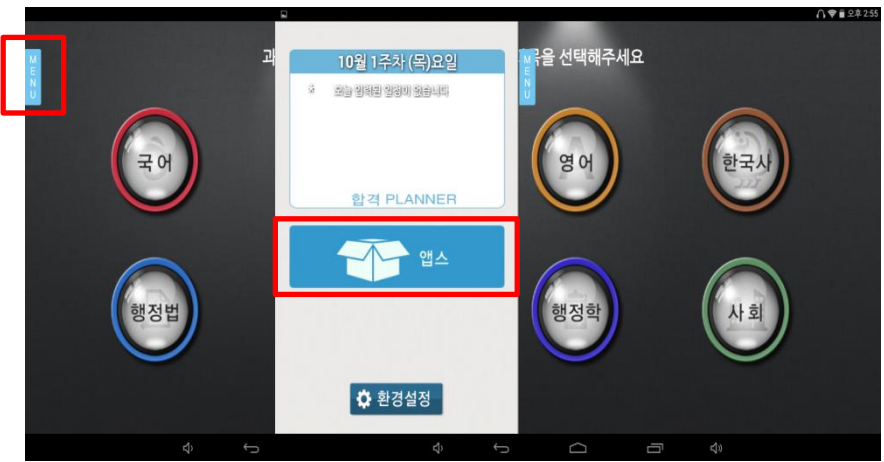 오후 2:55
MENU
과
10월 1주차 (목)요일
오늘 입력된 일정이 없습니다
합격 PLANNER
앱스
환경설정
MENU
목을 선택해주세요
국어
영어
한국사
행정법
행정학
사회